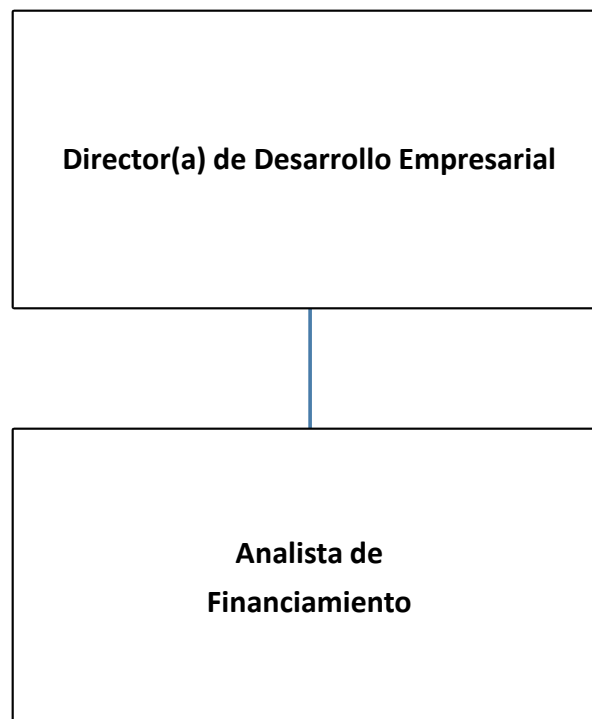 Director(a) de Desarrollo Empresarial
Analista de
Financiamiento